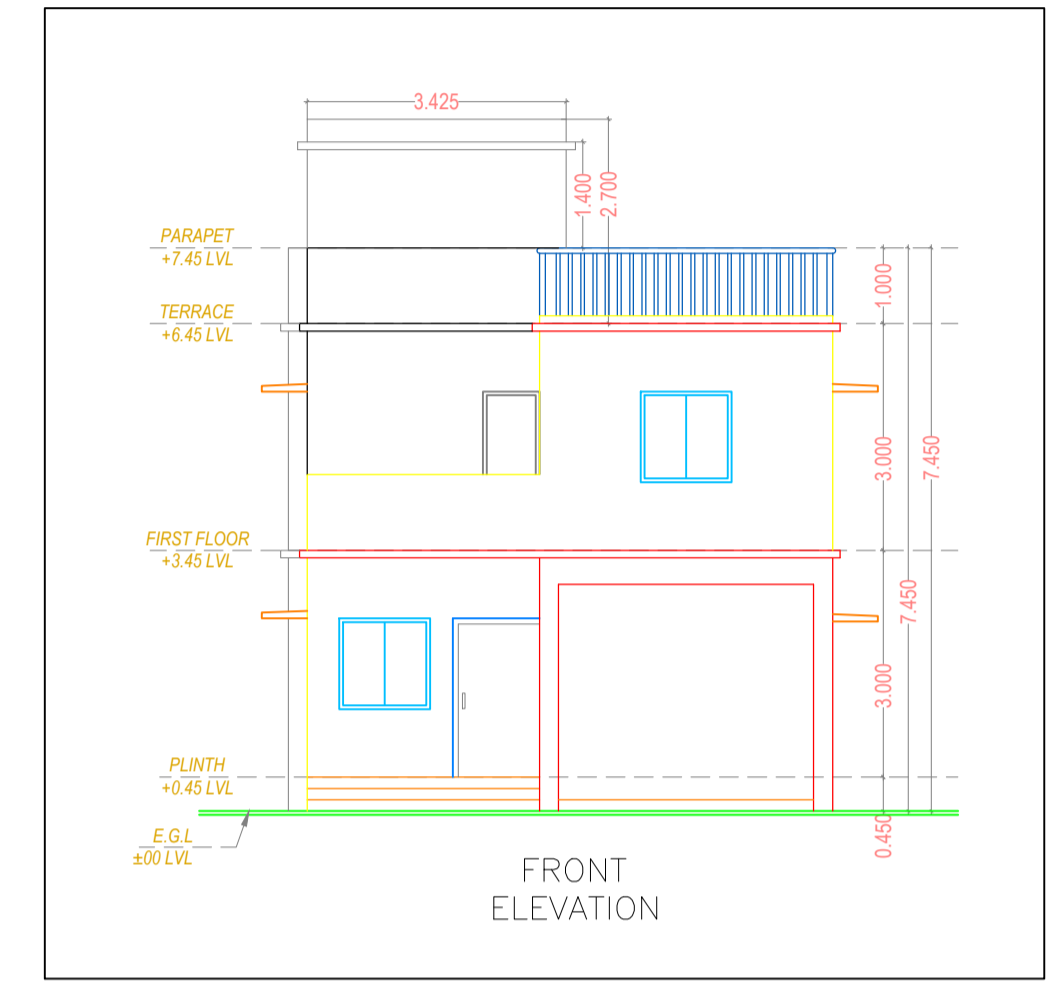 3.425
1.400
2.700
PARAPET
+7.45 LVL
1.000
TERRACE
+6.45 LVL
3.000
7.450
FIRST FLOOR
+3.45 LVL
7.450
3.000
PLINTH
+0.45 LVL
0.450
E.G.L
±00 LVL
FRONT
ELEVATION